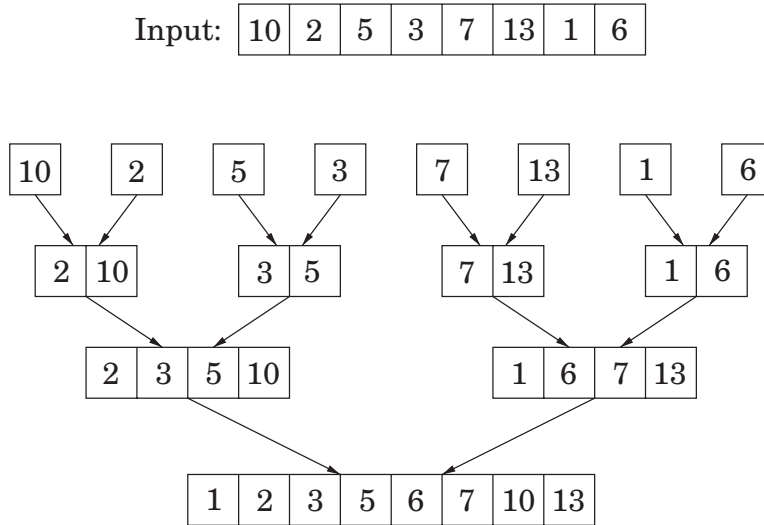 Input: 10 2 5 3 7 13 1 6
10 2 5 3 7 13 1 6
2 10 3 5 7 13 1 6
2 3 5 10 1 6 7 13
1 2 3 5 6 7 10 13